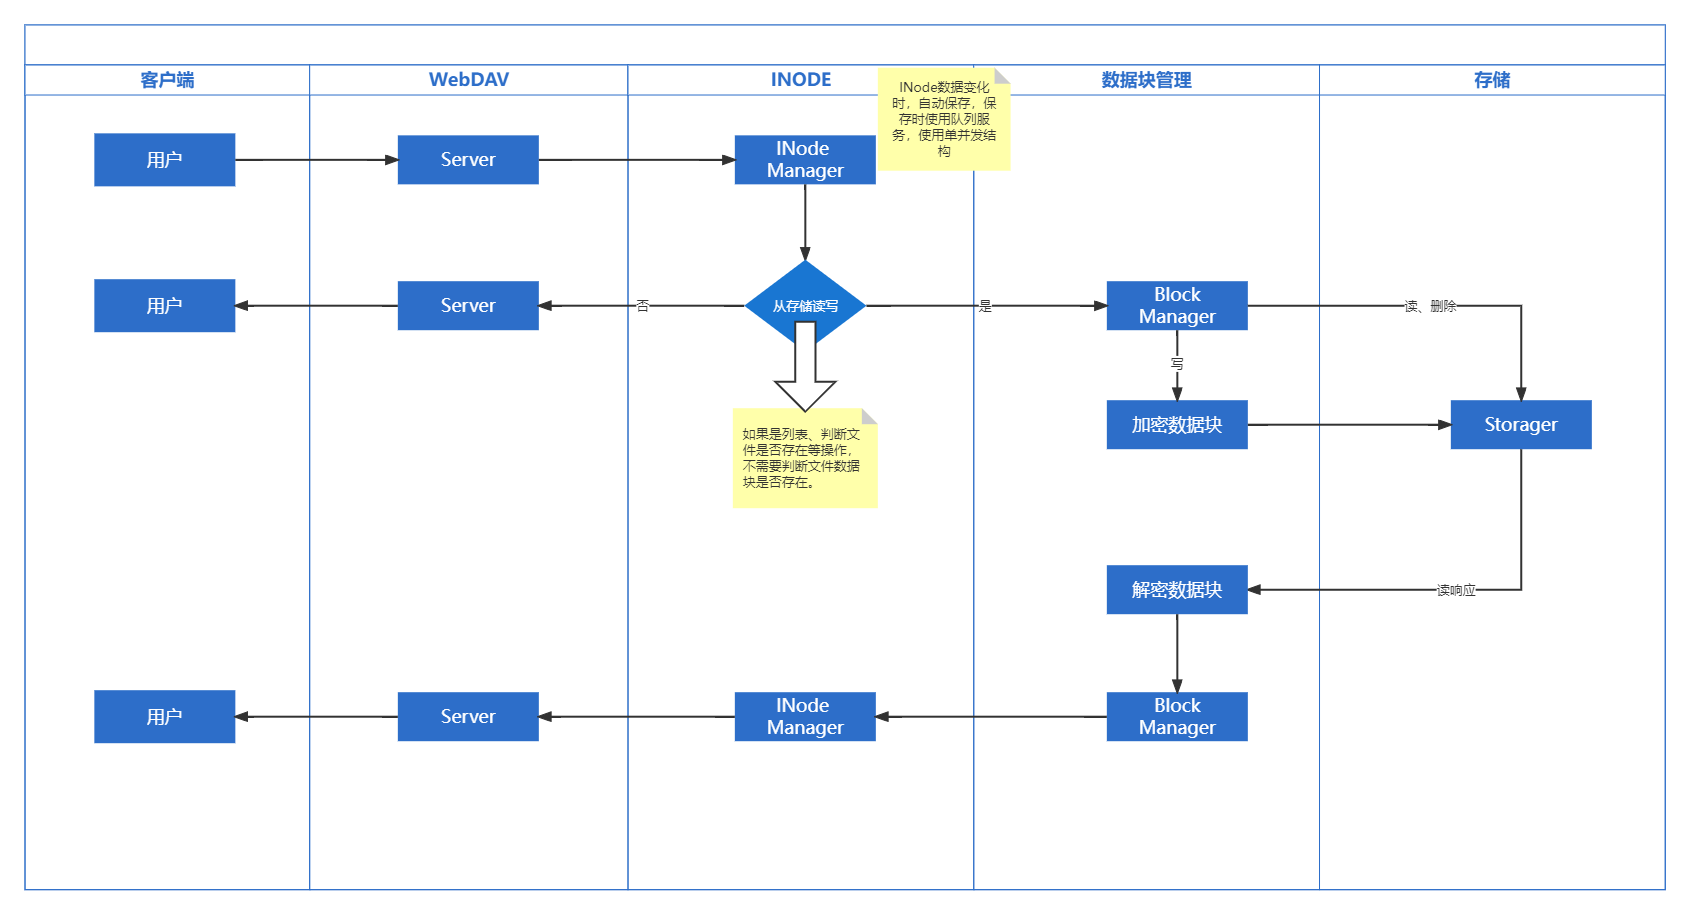 客户端
WebDAV
INODE
数据块管理
存储
INode数据变化
时，自动保存，保
存时使用队列服
务，使用单并发结
构
用户
Server
INode
Manager
用户
Server
否
从存储读写
是
Block
Manager
读、删除
写
加密数据块
Storager
如果是列表、判断文
件是否存在等操作，
不需要判断文件数据
块是否存在。
解密数据块
读响应
用户
Server
INode
Manager
Block
Manager